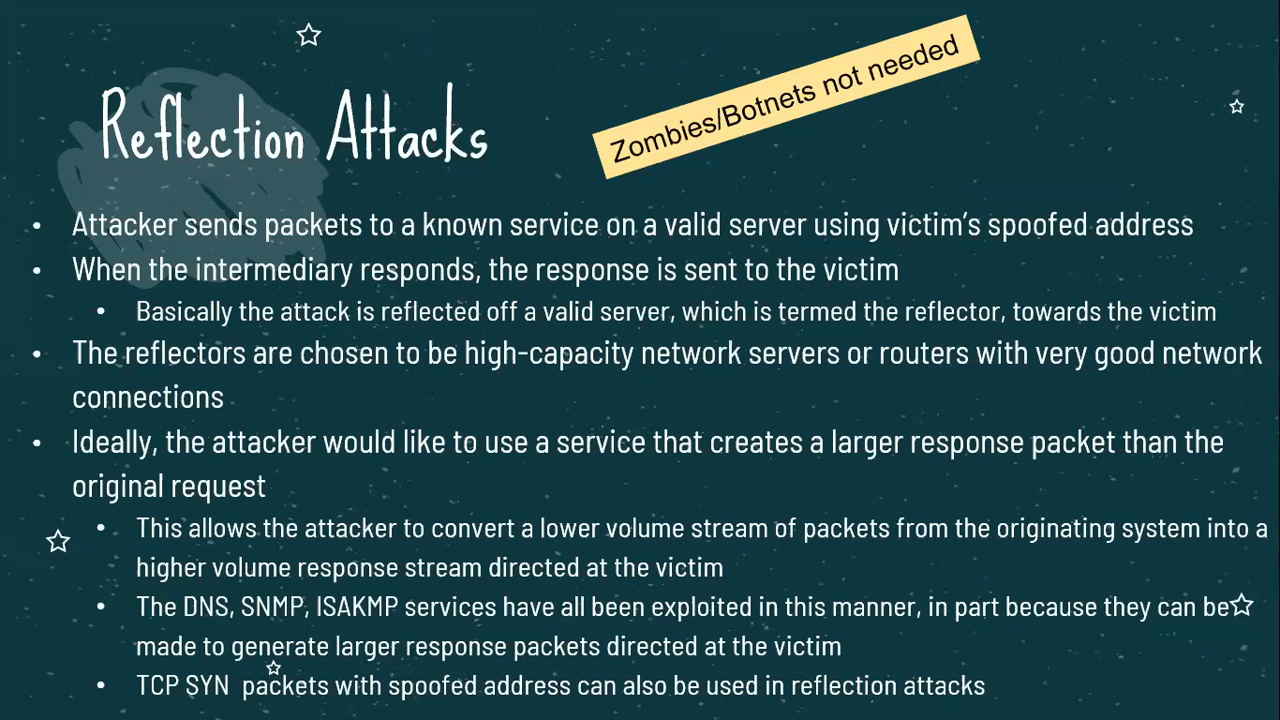 Zombies/Botnets not needed
Reflection Attacks
• Attacker sends packets to a known service on a valid server using victim’s spoofed address
• When the intermediary responds, the response is sent to the victim
• Basically the attack is reflected off a valid server, which is termed the reflector, towards the victim
• The reflectors are chosen to be high-capacity network servers or routers with very good network
connections
• Ideally, the attacker would like to use a service that creates a larger response packet than the
original request
• This allows the attacker to convert a lower volume stream of packets from the originating system into a
higher volume response stream directed at the victim
• The DNS, SNMP, ISAKMP services have all been exploited in this manner, in part because they can be
made to generate larger response packets directed at the victim
• TCP SYN packets with spoofed address can also be used in reflection attacks